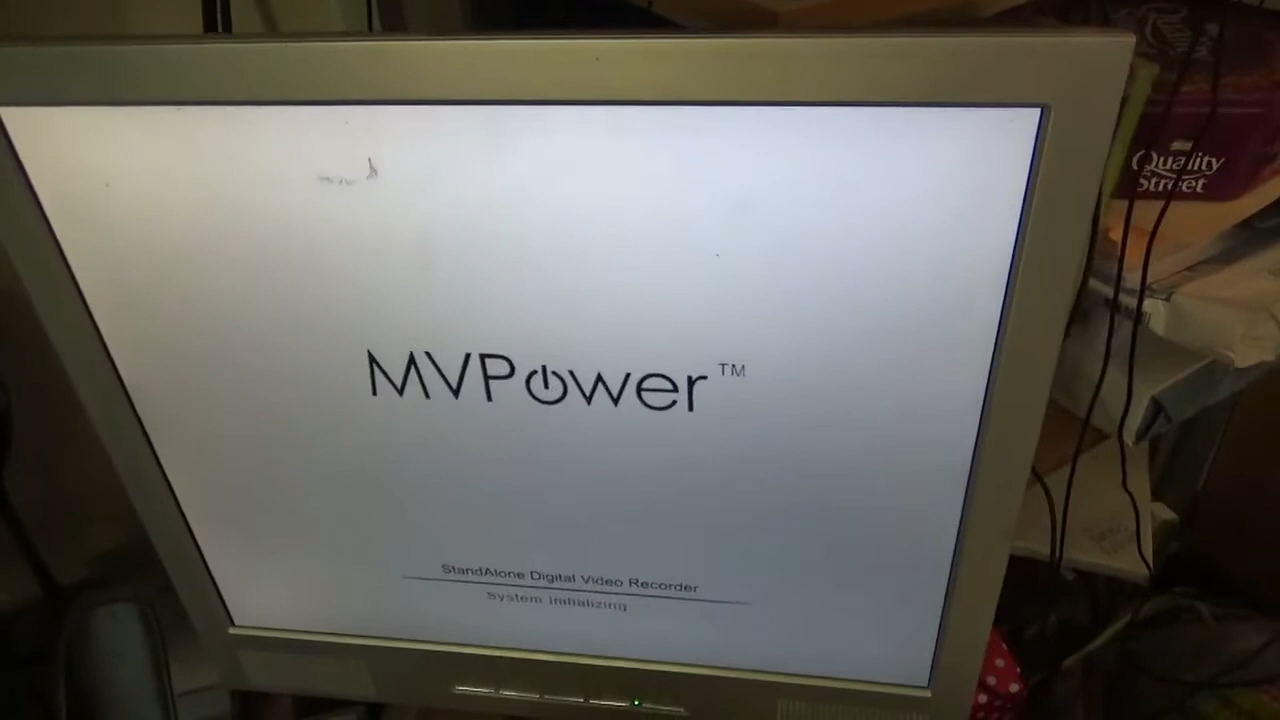 MVPower™
StandAlone Digital Video Recorder
System Initializing
Quality
Street